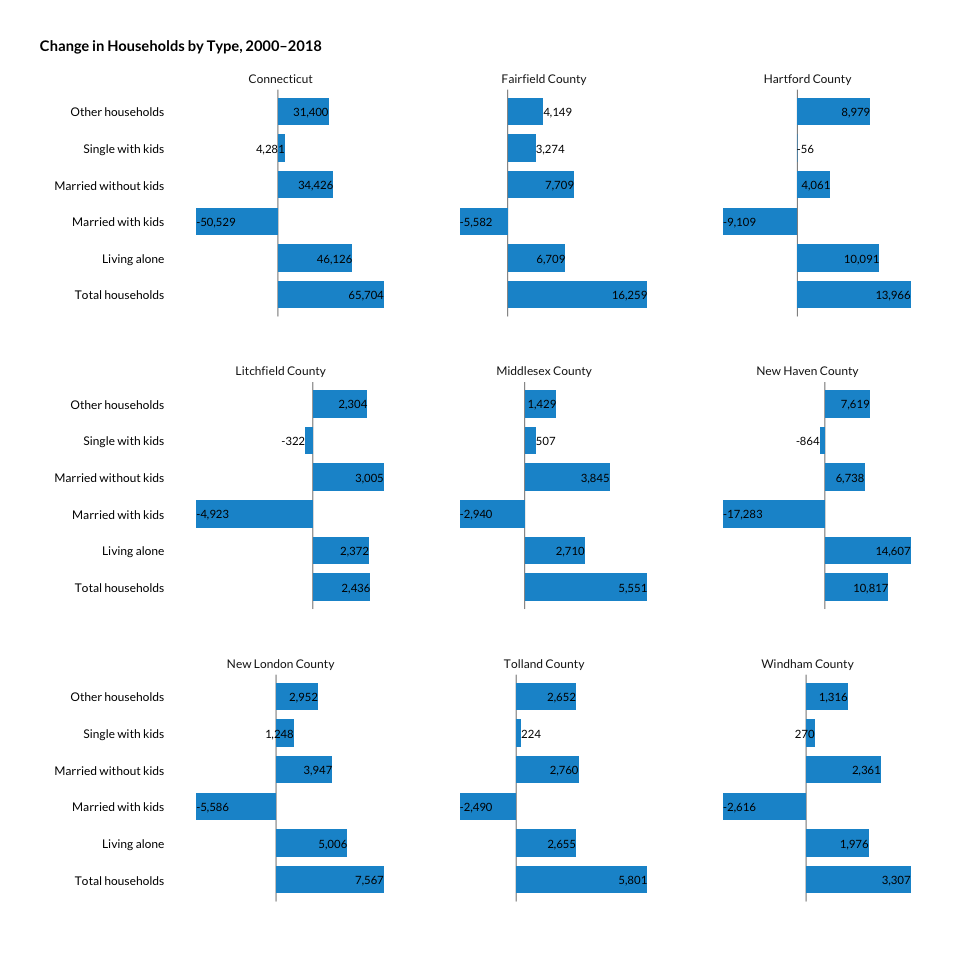 Change in Households by Type, 2000–2018
Connecticut Fairfield County Hartford County
Other households 31,400 4,149 8,979
Single with kids 4,281 3,274 -56
Married without kids 34,426 7,709 4,061
Married with kids -50,529 -5,582 -9,109
Living alone 46,126 6,709 10,091
Total households 65,704 16,259 13,966
Litchfield County Middlesex County New Haven County
Other households 2,304 1,429 7,619
Single with kids -322 507 -864
Married without kids 3,005 3,845 6,738
Married with kids -4,923 -2,940 -17,283
Living alone 2,372 2,710 14,607
Total households 2,436 5,551 10,817
New London County Tolland County Windham County
Other households 2,952 2,652 1,316
Single with kids 1,248 224 270
Married without kids 3,947 2,760 2,361
Married with kids -5,586 -2,490 -2,616
Living alone 5,006 2,655 1,976
Total households 7,567 5,801 3,307